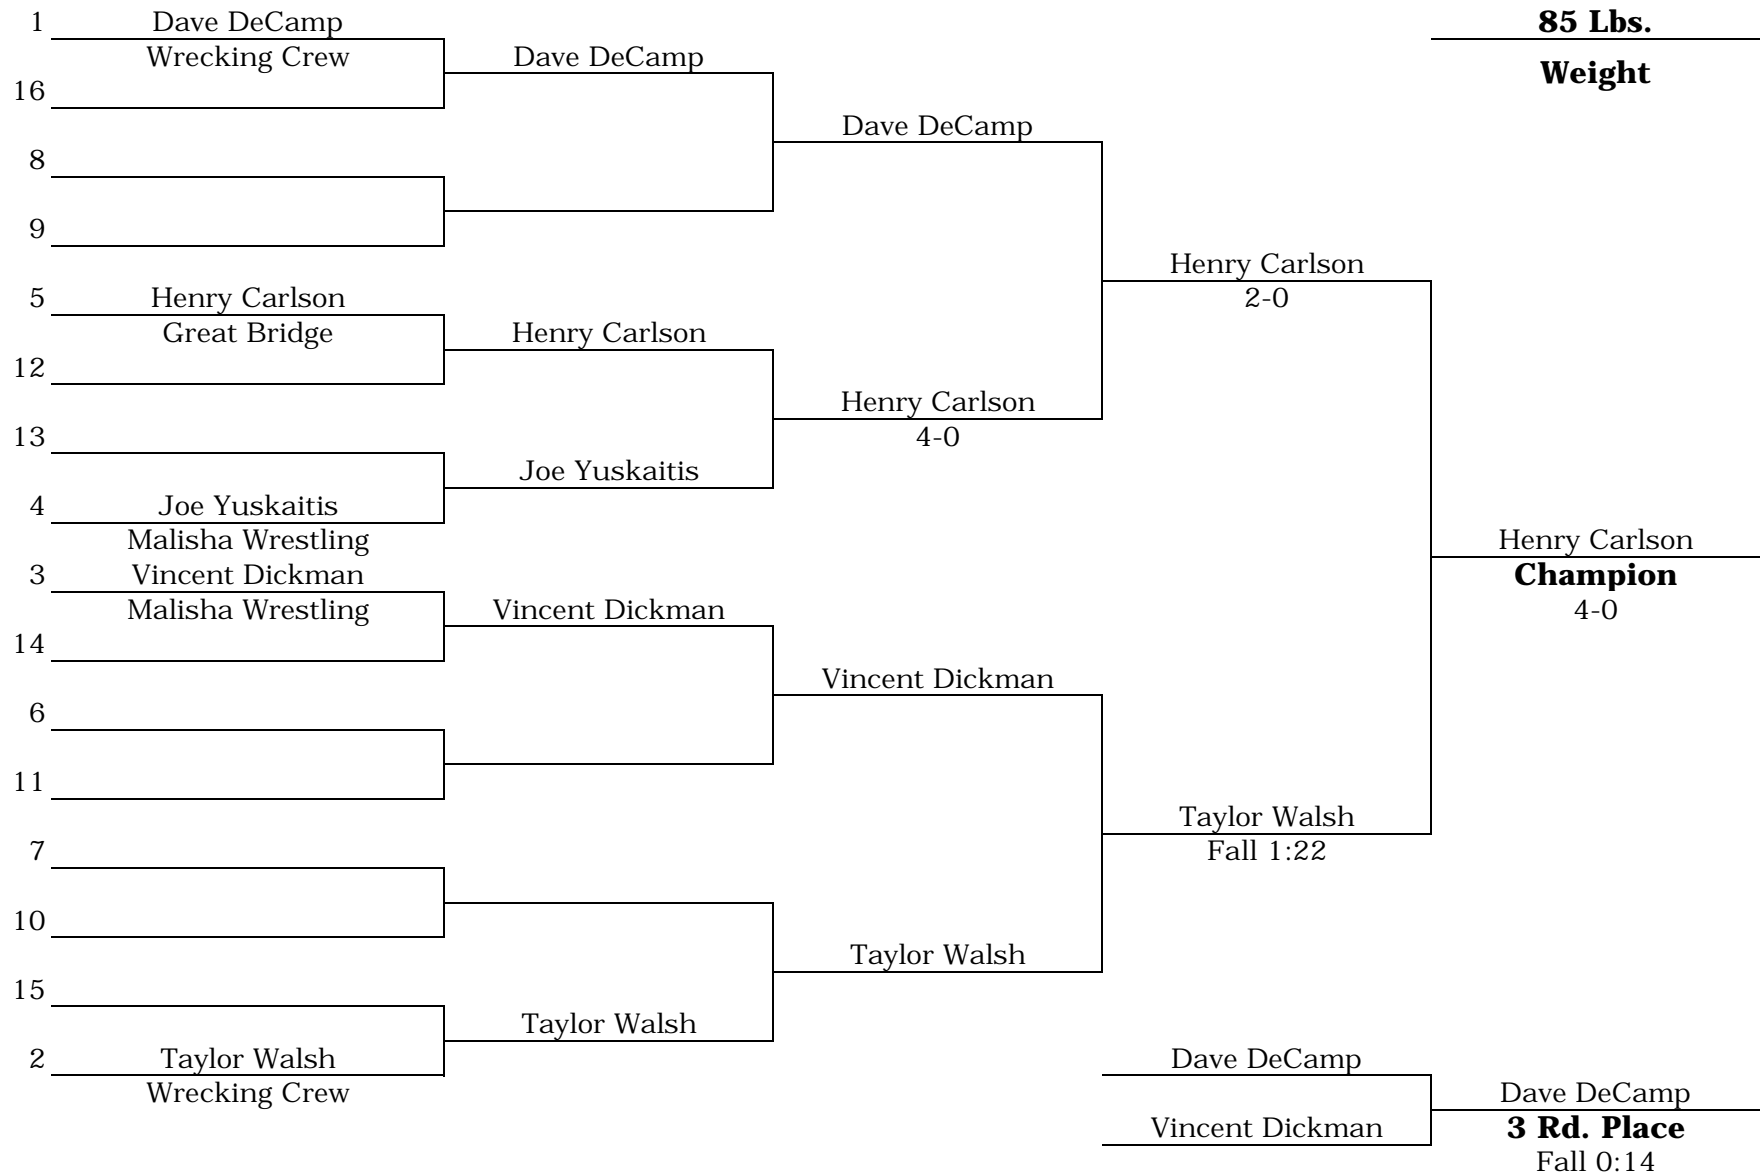 1 Dave DeCamp
Wrecking Crew
16
8
9
5 Henry Carlson
Great Bridge
12
13
4 Joe Yuskaitis
Malisha Wrestling
3 Vincent Dickman
Malisha Wrestling
14
6
11
7
10
15
2 Taylor Walsh
Wrecking Crew
Dave DeCamp
Henry Carlson
Joe Yuskaitis
Vincent Dickman
Taylor Walsh
Dave DeCamp
Henry Carlson
4-0
Vincent Dickman
Taylor Walsh
Henry Carlson
2-0
Taylor Walsh
Fall 1:22
Dave DeCamp
Vincent Dickman
85 Lbs.
Weight
Henry Carlson
Champion
4-0
Dave DeCamp
3 Rd. Place
Fall 0:14